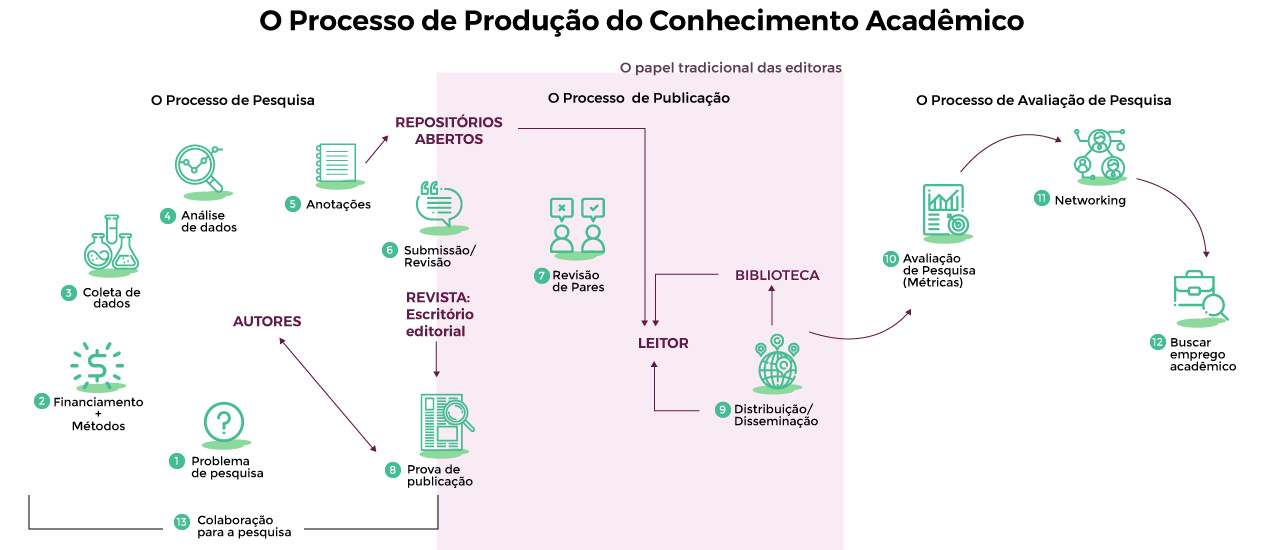 O Processo de Produção do Conhecimento Acadêmico
O papel tradicional das editoras
O Processo de Pesquisa
O Processo de Publicação
O Processo de Avaliação de Pesquisa
1 Problema
de pesquisa
2 Financiamento
+
Métodos
3 Coleta de
dados
4 Análise
de dados
5 Anotações
REPOSITÓRIOS
ABERTOS
6 Submissão/
Revisão
REVISTA:
Escritório
editorial
AUTORES
7 Revisão
de Pares
8 Prova de
publicação
BIBLIOTECA
LEITOR
9 Distribuição/
Disseminação
10 Avaliação
de Pesquisa
(Métricas)
11 Networking
12 Buscar
emprego
acadêmico
13 Colaboração
para a pesquisa